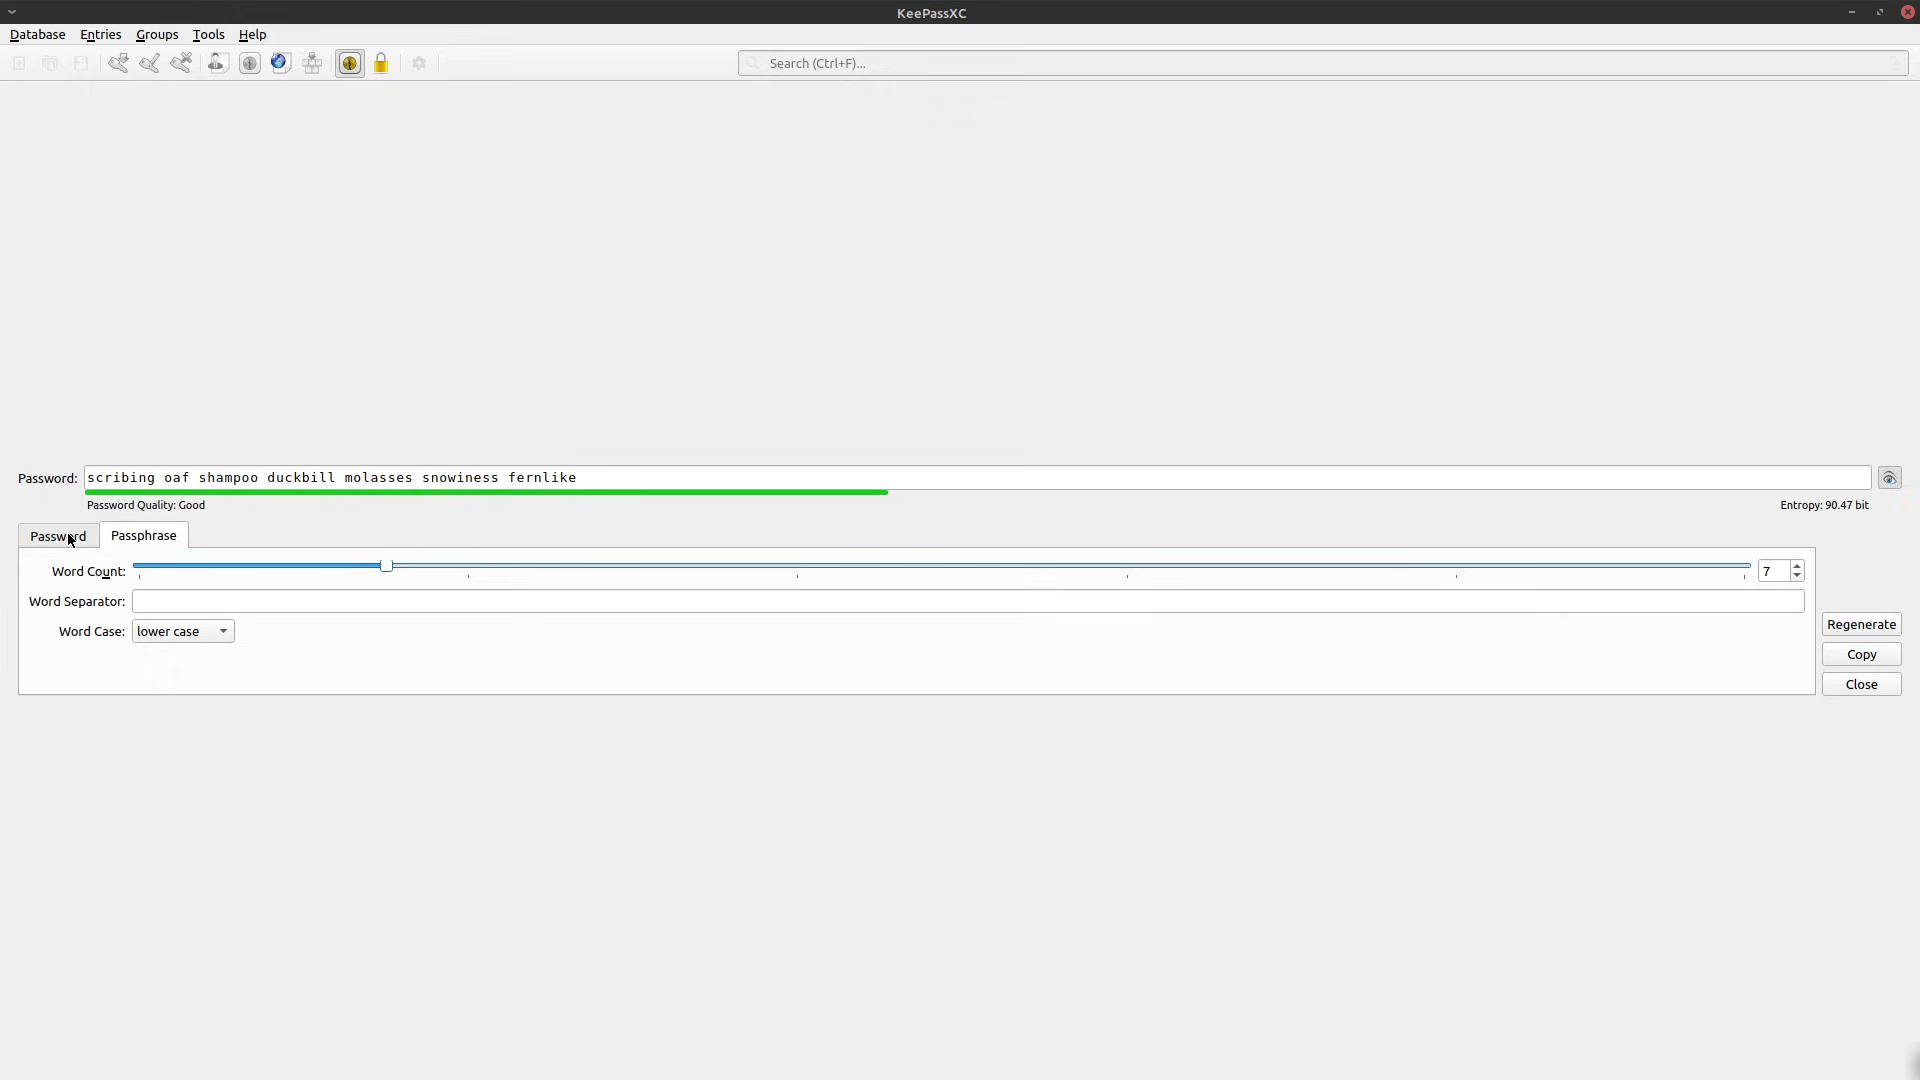 KeePassXC
Database Entries Groups Tools Help
Search (Ctrl+F)...
Password: scribing oaf shampoo duckbill molasses snowiness fernlike
Password Quality: Good Entropy: 90.47 bit
Password Passphrase
Word Count: 7
Word Separator:
Word Case: lower case
Regenerate
Copy
Close